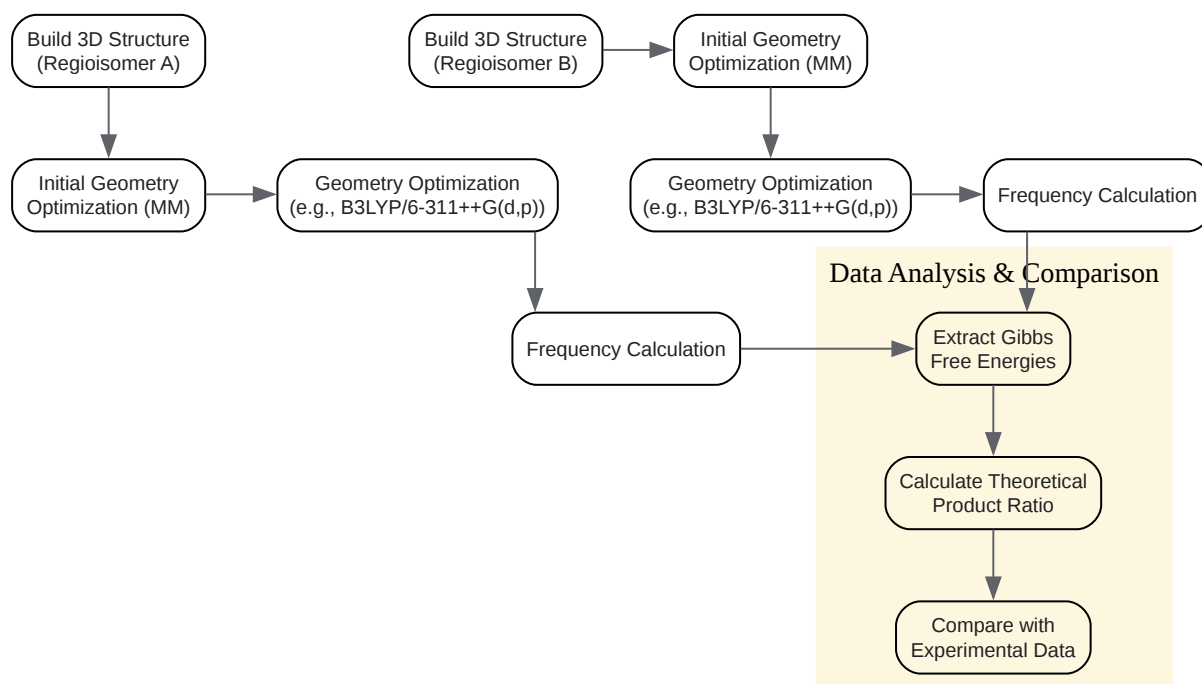 Build 3D Structure
(Regioisomer A)
Build 3D Structure
(Regioisomer B)
Initial Geometry
Optimization (MM)
Initial Geometry
Optimization (MM)
Geometry Optimization
(e.g., B3LYP/6-311++G(d,p))
Geometry Optimization
(e.g., B3LYP/6-311++G(d,p))
Frequency Calculation
Data Analysis & Comparison
Frequency Calculation
Extract Gibbs
Free Energies
Calculate Theoretical
Product Ratio
Compare with
Experimental Data